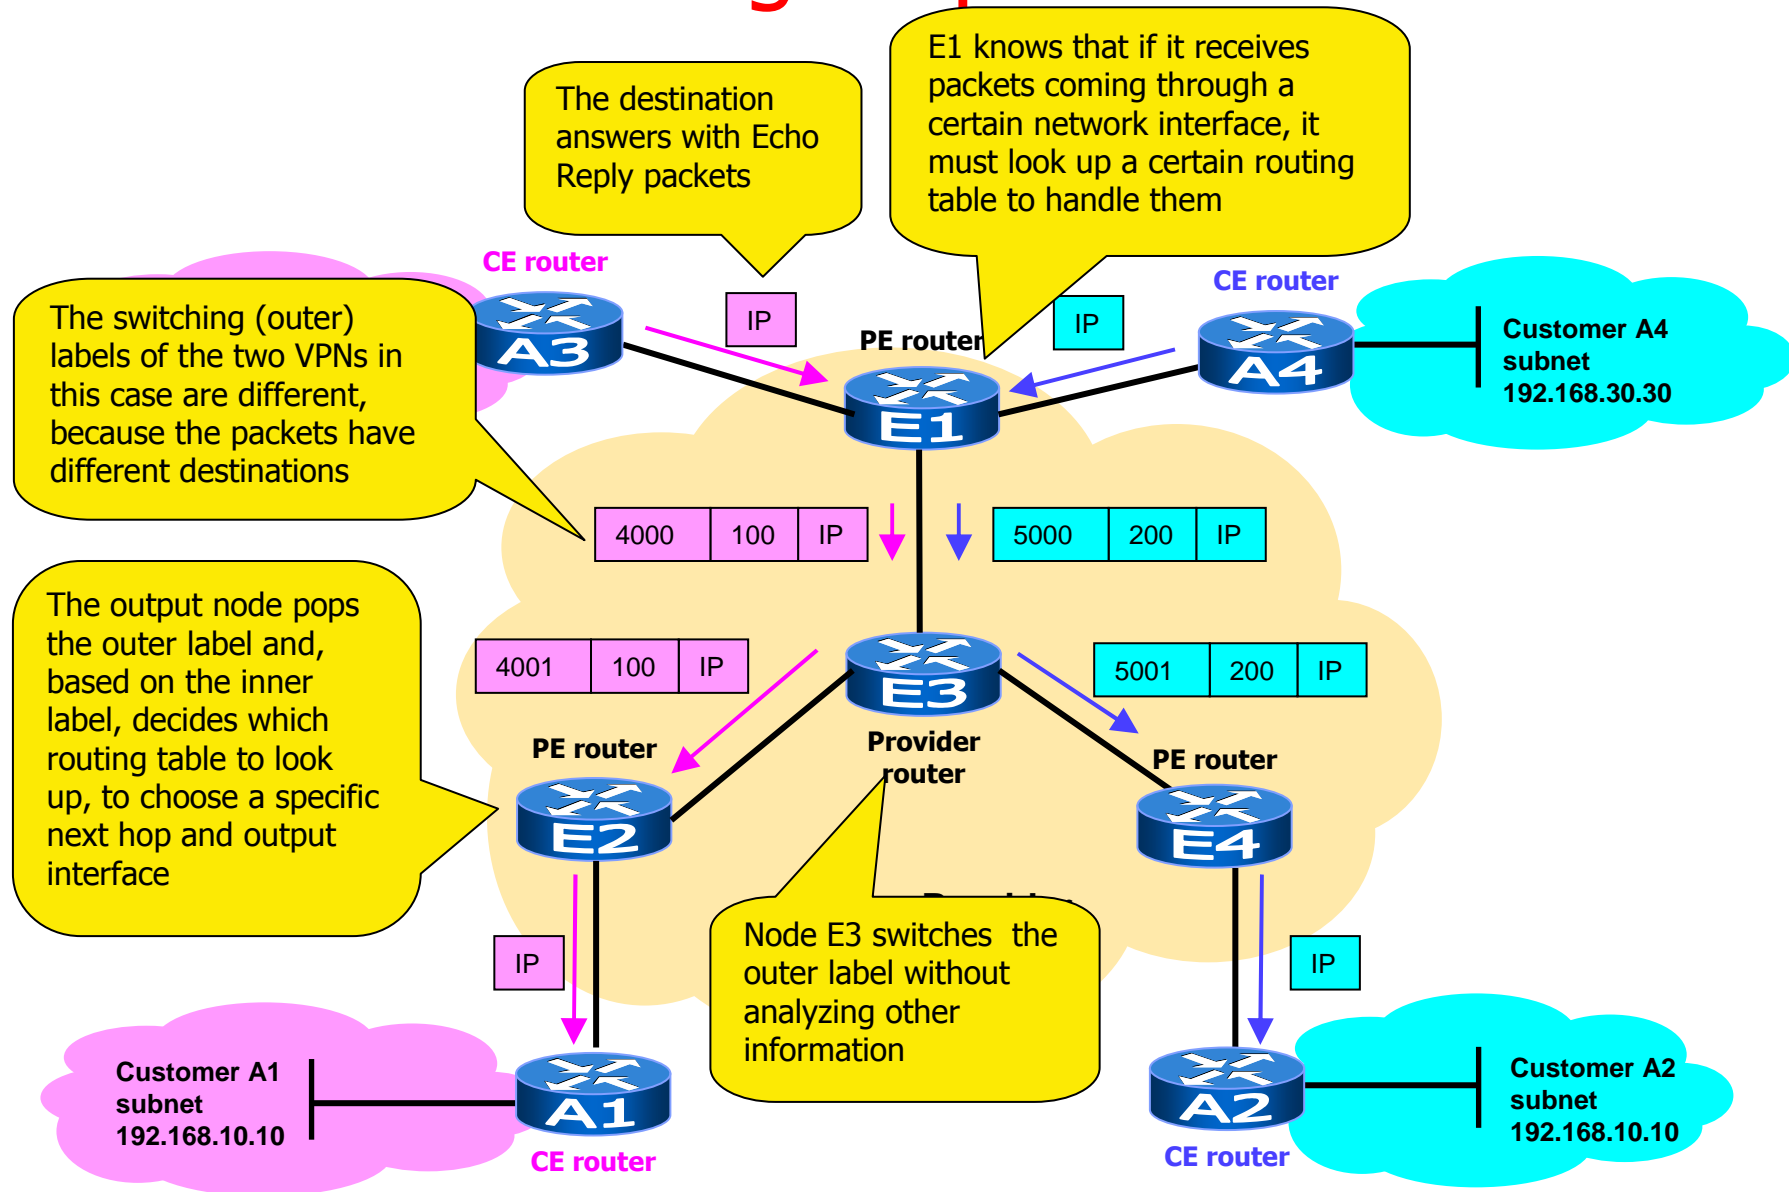 The destination
answers with Echo
Reply packets
E1 knows that if it receives
packets coming through a
certain network interface, it
must look up a certain routing
table to handle them
CE router
A3
IP
PE router
IP
CE router
A4
Customer A4
subnet
192.168.30.30
E1
The switching (outer)
labels of the two VPNs in
this case are different,
because the packets have
different destinations
4000 100 IP
5000 200 IP
The output node pops
the outer label and,
based on the inner
label, decides which
routing table to look
up, to choose a specific
next hop and output
interface
4001 100 IP
E3
5001 200 IP
Provider
router
PE router
E2
PE router
E4
Node E3 switches the
outer label without
analyzing other
information
IP
IP
Customer A1
subnet
192.168.10.10
A1
CE router
A2
CE router
Customer A2
subnet
192.168.10.10